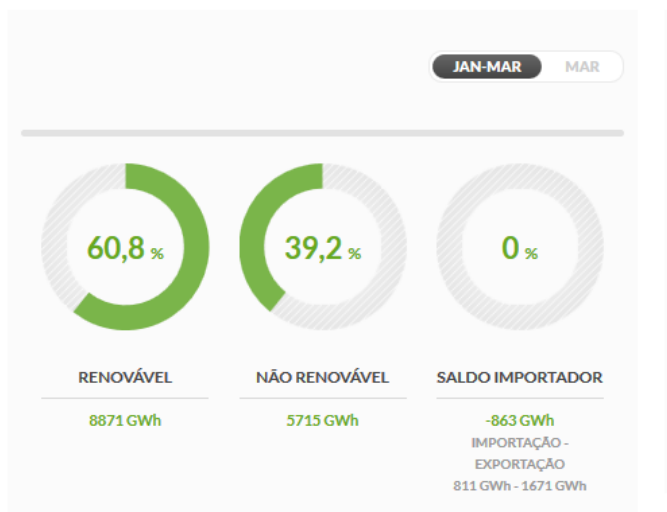 JAN-MAR MAR
60,8 % 39,2 % 0 %
RENOVÁVEL NÃO RENOVÁVEL SALDO IMPORTADOR
8871 GWh 5715 GWh -863 GWh
IMPORTAÇÃO -
EXPORTAÇÃO
811 GWh - 1671 GWh